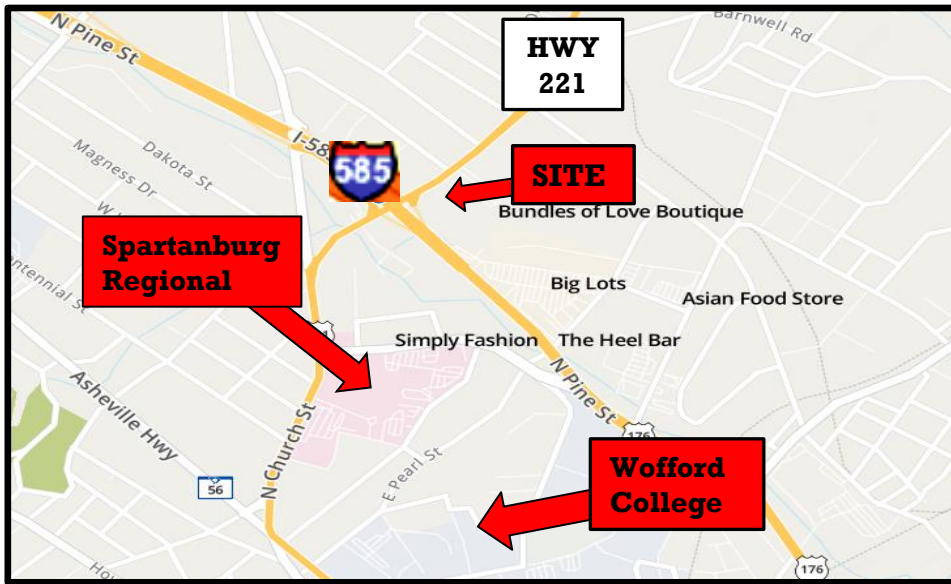 N Pine St
Barnwell Rd
HWY
221
I-585
585
Dakota St
Magness Dr
SITE
Bundles of Love Boutique
Spartanburg
Regional
Big Lots
Asian Food Store
Simply Fashion
The Heel Bar
N Pine St
Asheville Hwy
N Church St
176
E Pearl St
56
Wofford
College
176